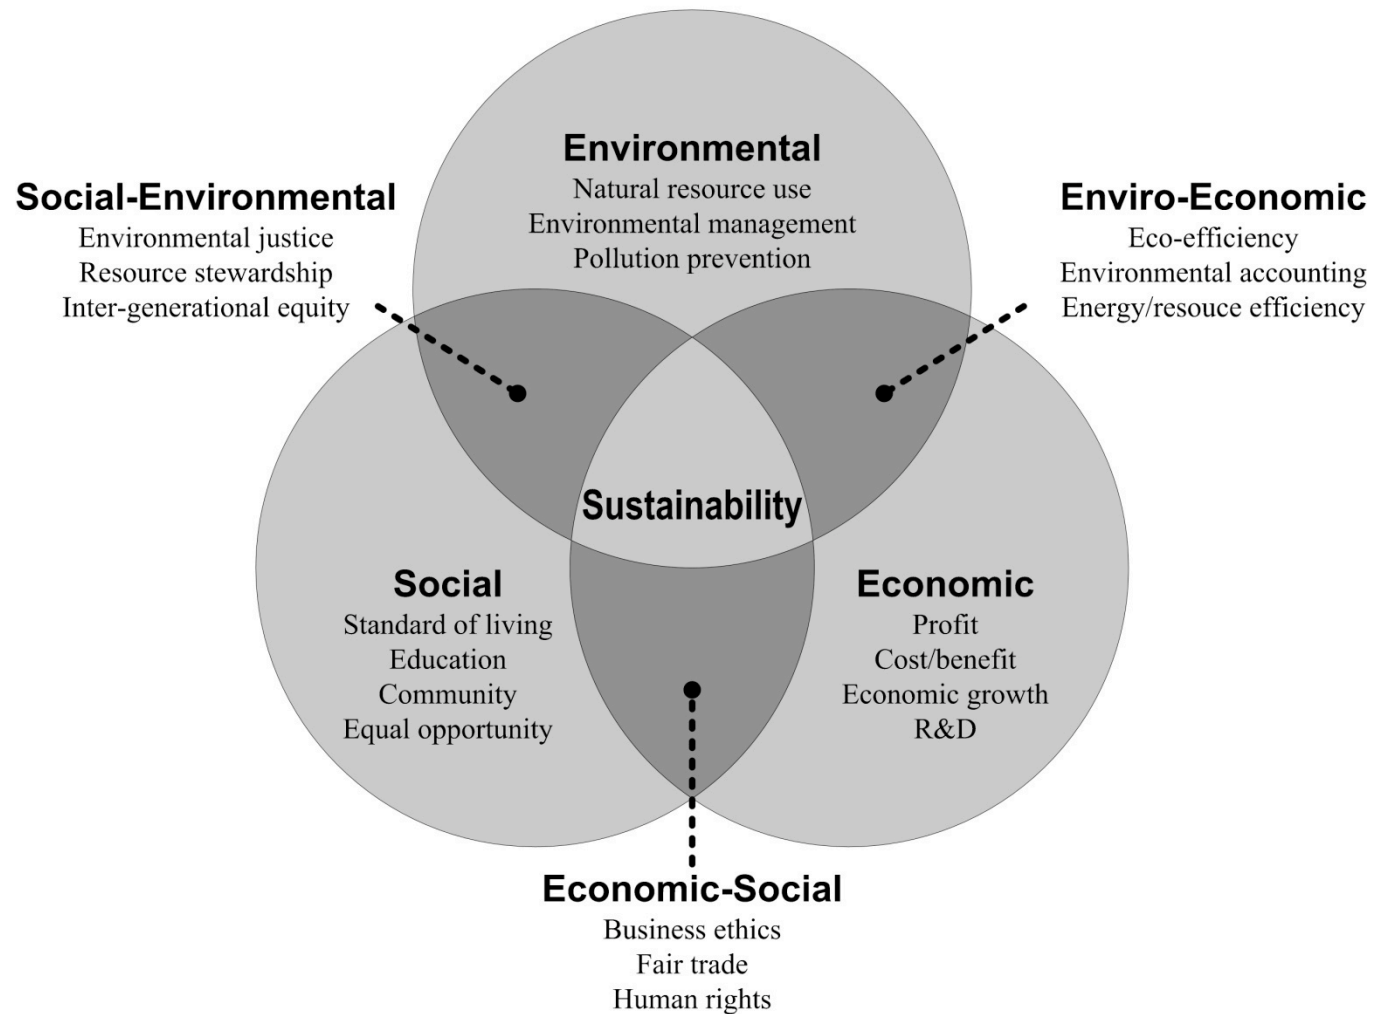 Environmental
Natural resource use
Environmental management
Pollution prevention
Social-Environmental
Environmental justice
Resource stewardship
Inter-generational equity
Enviro-Economic
Eco-efficiency
Environmental accounting
Energy/resouce efficiency
Sustainability
Social
Standard of living
Education
Community
Equal opportunity
Economic
Profit
Cost/benefit
Economic growth
R&D
Economic-Social
Business ethics
Fair trade
Human rights